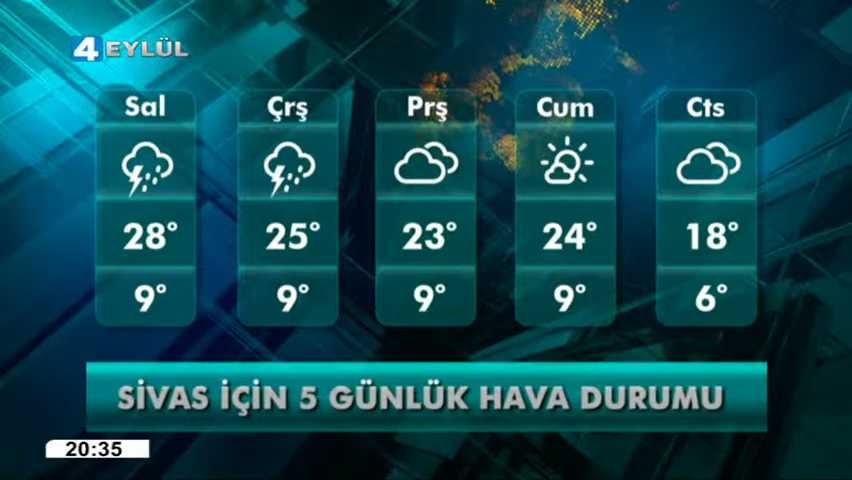 4 EYLÜL
Sal Çrş Prş Cum Cts
28° 25° 23° 24° 18°
9° 9° 9° 9° 6°
SİVAS İÇİN 5 GÜNLÜK HAVA DURUMU
20:35